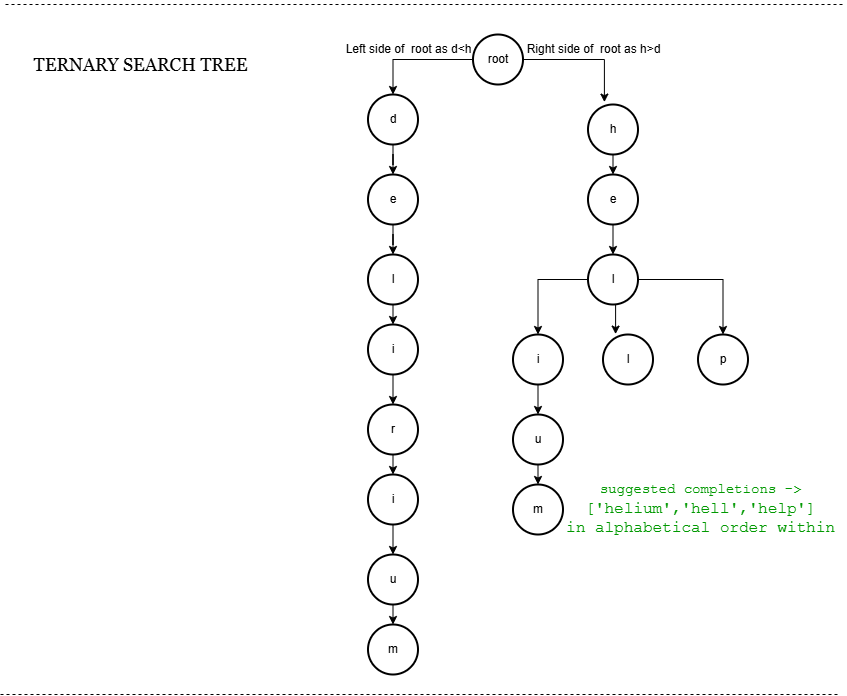 Left side of root as d<h
root
Right side of root as h>d
TERNARY SEARCH TREE
d
h
e
e
l
l
i
i
l
p
r
u
i
m
suggested completions ->
['helium','hell','help']
in alphabetical order within
u
m